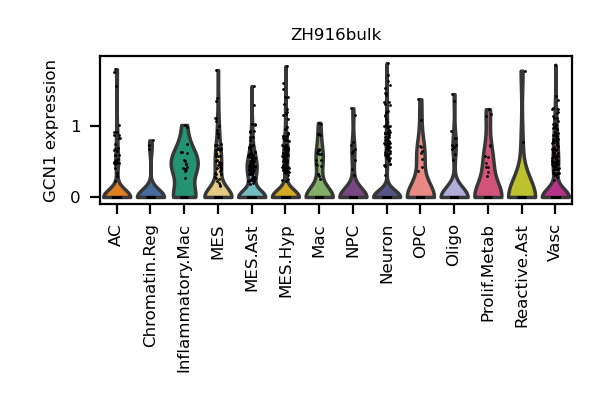 ZH916bulk
GCN1 expression
1
0
AC
Chromatin.Reg
Inflammatory.Mac
MES
MES.Ast
MES.Hyp
Mac
NPC
Neuron
OPC
Oligo
Prolif.Metab
Reactive.Ast
Vasc